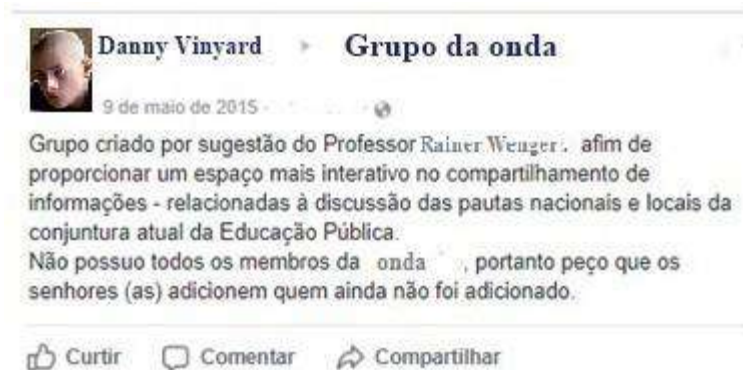 Danny Vinyard Grupo da onda
9 de maio de 2015
Grupo criado por sugestão do Professor Rainer Wenger. afim de
proporcionar um espaço mais interativo no compartilhamento de
informações - relacionadas à discussão das pautas nacionais e locais da
conjuntura atual da Educação Pública.
Não possuo todos os membros da onda , portanto peço que os
senhores (as) adicionem quem ainda não foi adicionado.
Curtir Comentar Compartilhar